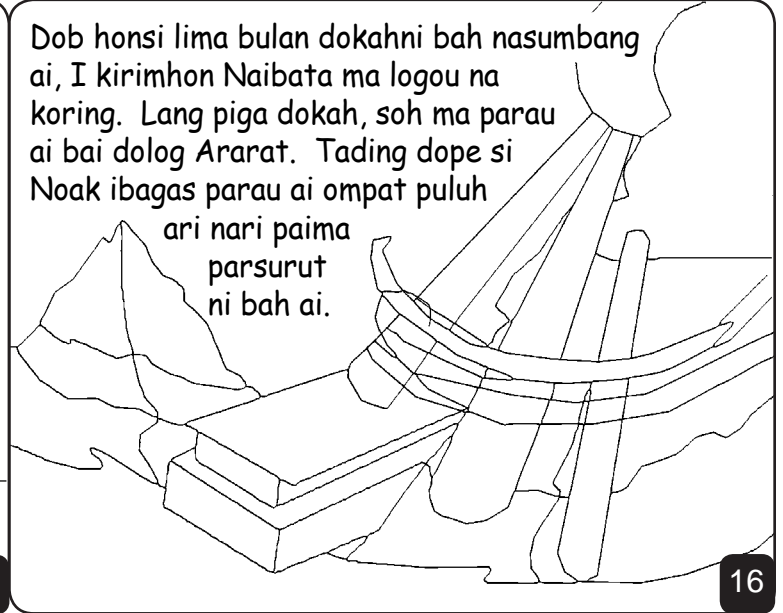 Dob honsi lima bulan dokahni bah nasumbang
ai, I kirimhon Naibata ma logou na
koring.  Lang piga dokah, soh ma parau
ai bai dolog Ararat.  Tading dope si
Noak ibagas parau ai ompat puluh
ari nari paima
parsurut
ni bah ai.
16